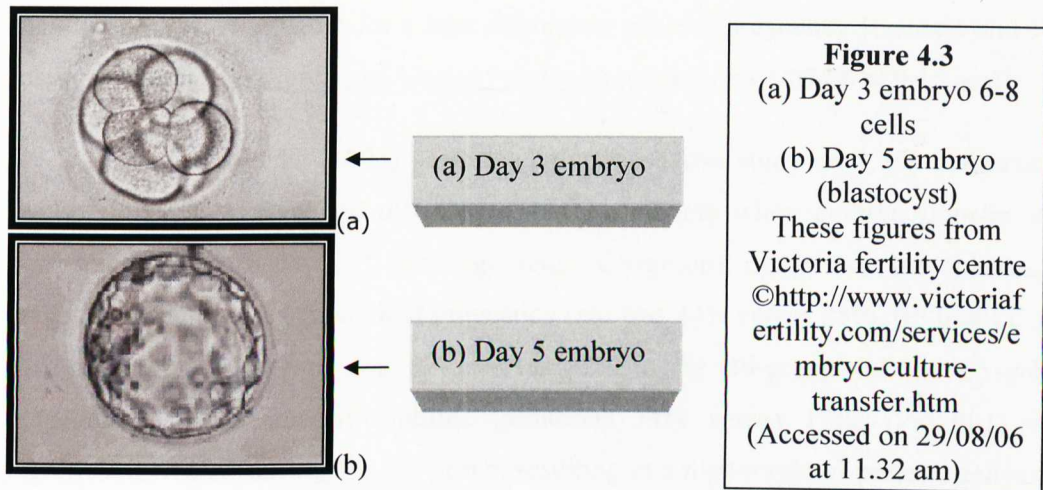 (a)
(b)
(a) Day 3 embryo
(b) Day 5 embryo
Figure 4.3
(a) Day 3 embryo 6-8
cells
(b) Day 5 embryo
(blastocyst)
These figures from
Victoria fertility centre
©http://www.victoriaf
ertility.com/services/e
mbryo-culture-
transfer.htm
(Accessed on 29/08/06
at 11.32 am)